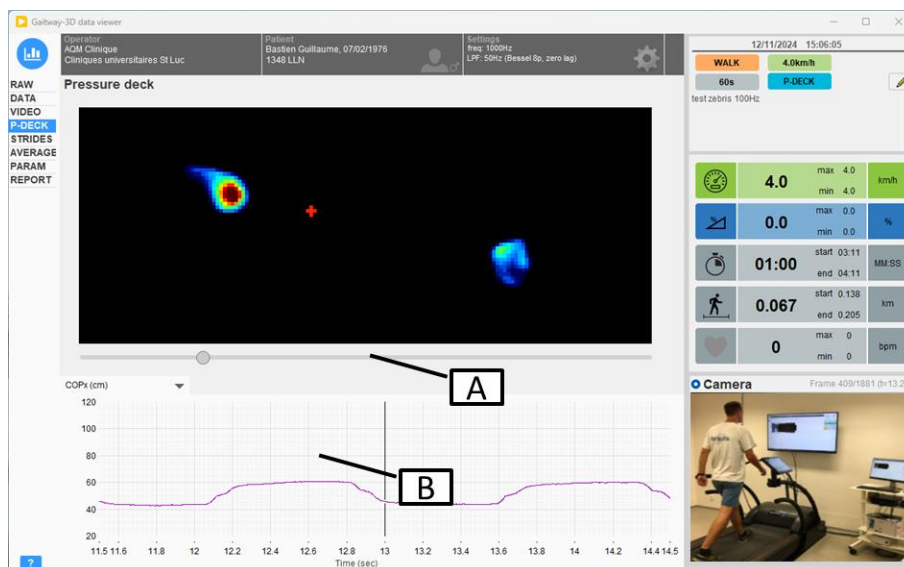 Gaitway-3D data viewer
Operator
AQM Clinique
Cliniques universitaires St Luc
Patient
Bastien Guillaume, 07/02/1976
1348 LLN
Settings
freq: 1000Hz
LPF: 50Hz (Bessel 8p, zero lag)
12/11/2024 15:06:05
WALK 4.0km/h
60s P-DECK
test zebris 100Hz
RAW
DATA
VIDEO
P-DECK
STRIDES
AVERAGE
PARAM
REPORT
Pressure deck
4.0 max 4.0 min 4.0 km/h
% 0.0 max 0.0 min 0.0 %
01:00 start 03:11 end 04:11 MM:SS
0.067 start 0.138 end 0.205 km
0 max 0 min 0 bpm
A
COPx (cm)
120
100
80
60
40
20
B
11.5 11.6 11.8 12 12.2 12.4 12.6 12.8 13 13.2 13.4 13.6 13.8 14 14.2 14.4 14.5
Time (sec)
?
Camera Frame 409/1881 (t=13.2